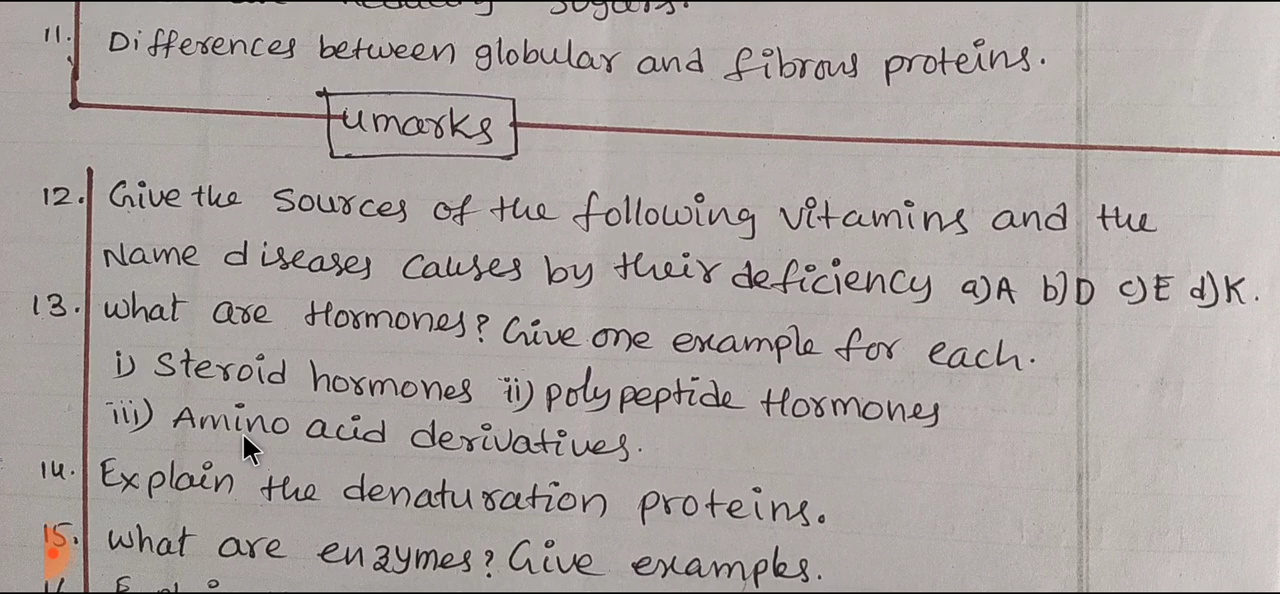 sugars.
11. Differences between globular and fibrous proteins.
4marks
12. Give the sources of the following vitamins and the
Name diseases causes by their deficiency a)A b)D c)E d)K.
13. what are Hormones? Give one example for each.
i) Steroid hormones ii) poly peptide Hormones
iii) Amino acid derivatives.
14. Explain the denaturation proteins.
15. what are enzymes? Give examples.